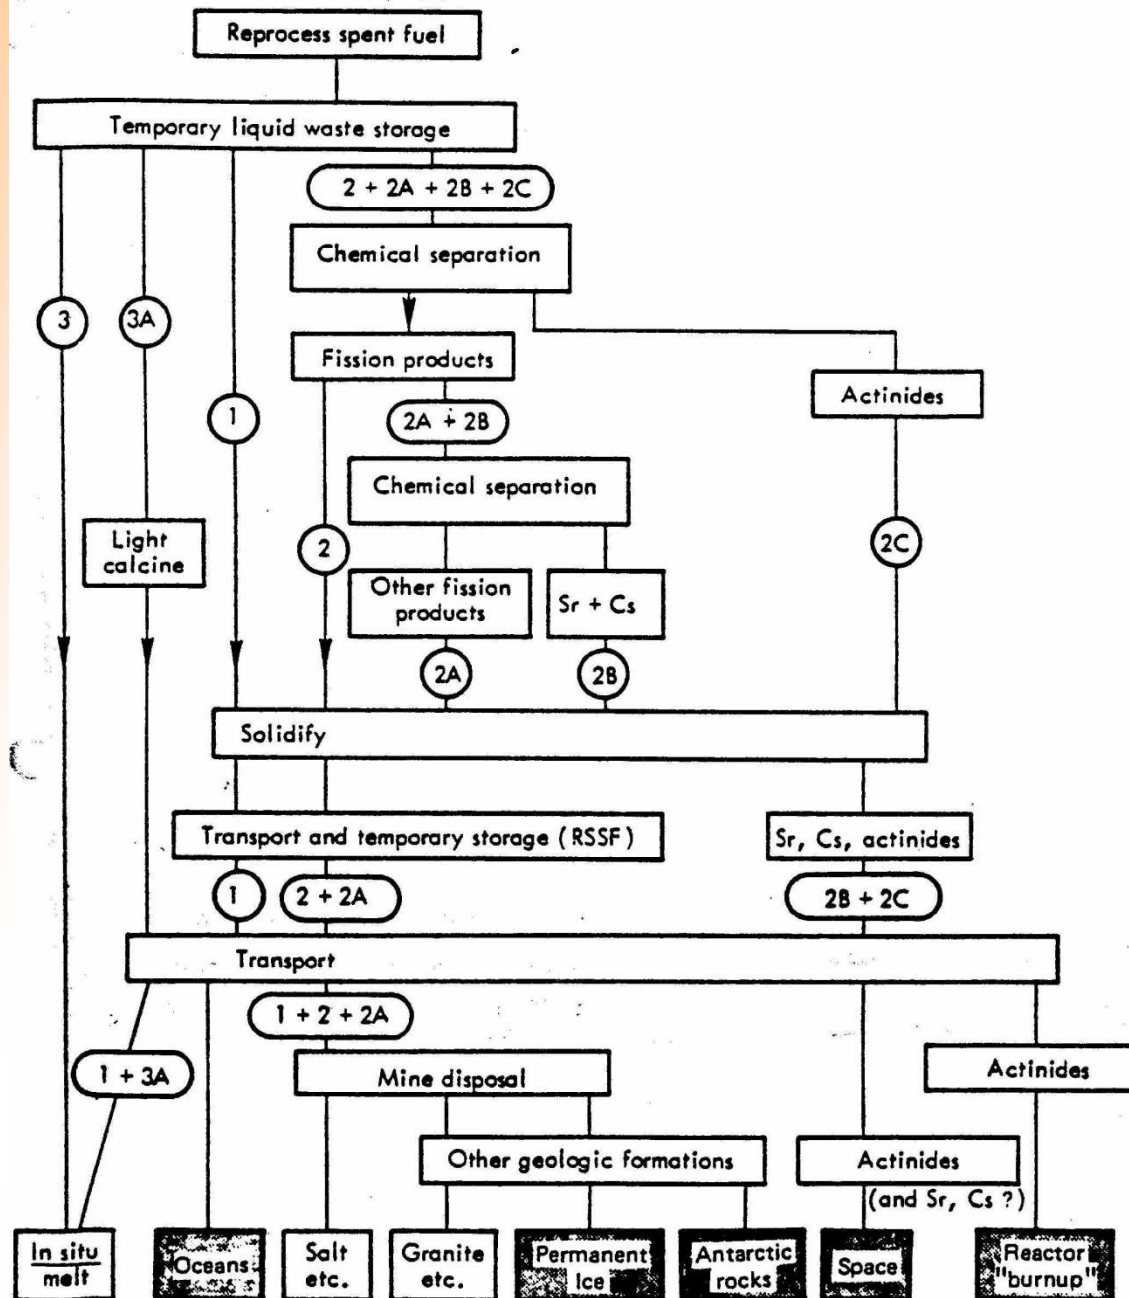 Reprocess spent fuel
Temporary liquid waste storage
2 + 2A + 2B + 2C
Chemical separation
3
3A
Fission products
1
2A + 2B
Actinides
Chemical separation
Light
calcine
2
2C
Other fission
products
Sr + Cs
2A
2B
Solidify
Transport and temporary storage (RSSF)
Sr, Cs, actinides
1
2 + 2A
2B + 2C
Transport
1 + 2 + 2A
1 + 3A
Mine disposal
Actinides
Other geologic formations
Actinides
(and Sr, Cs ?)
In situ
melt
Oceans
Salt
etc.
Granite
etc.
Permanent
Ice
Antarctic
rocks
Space
Reactor
"burnup"